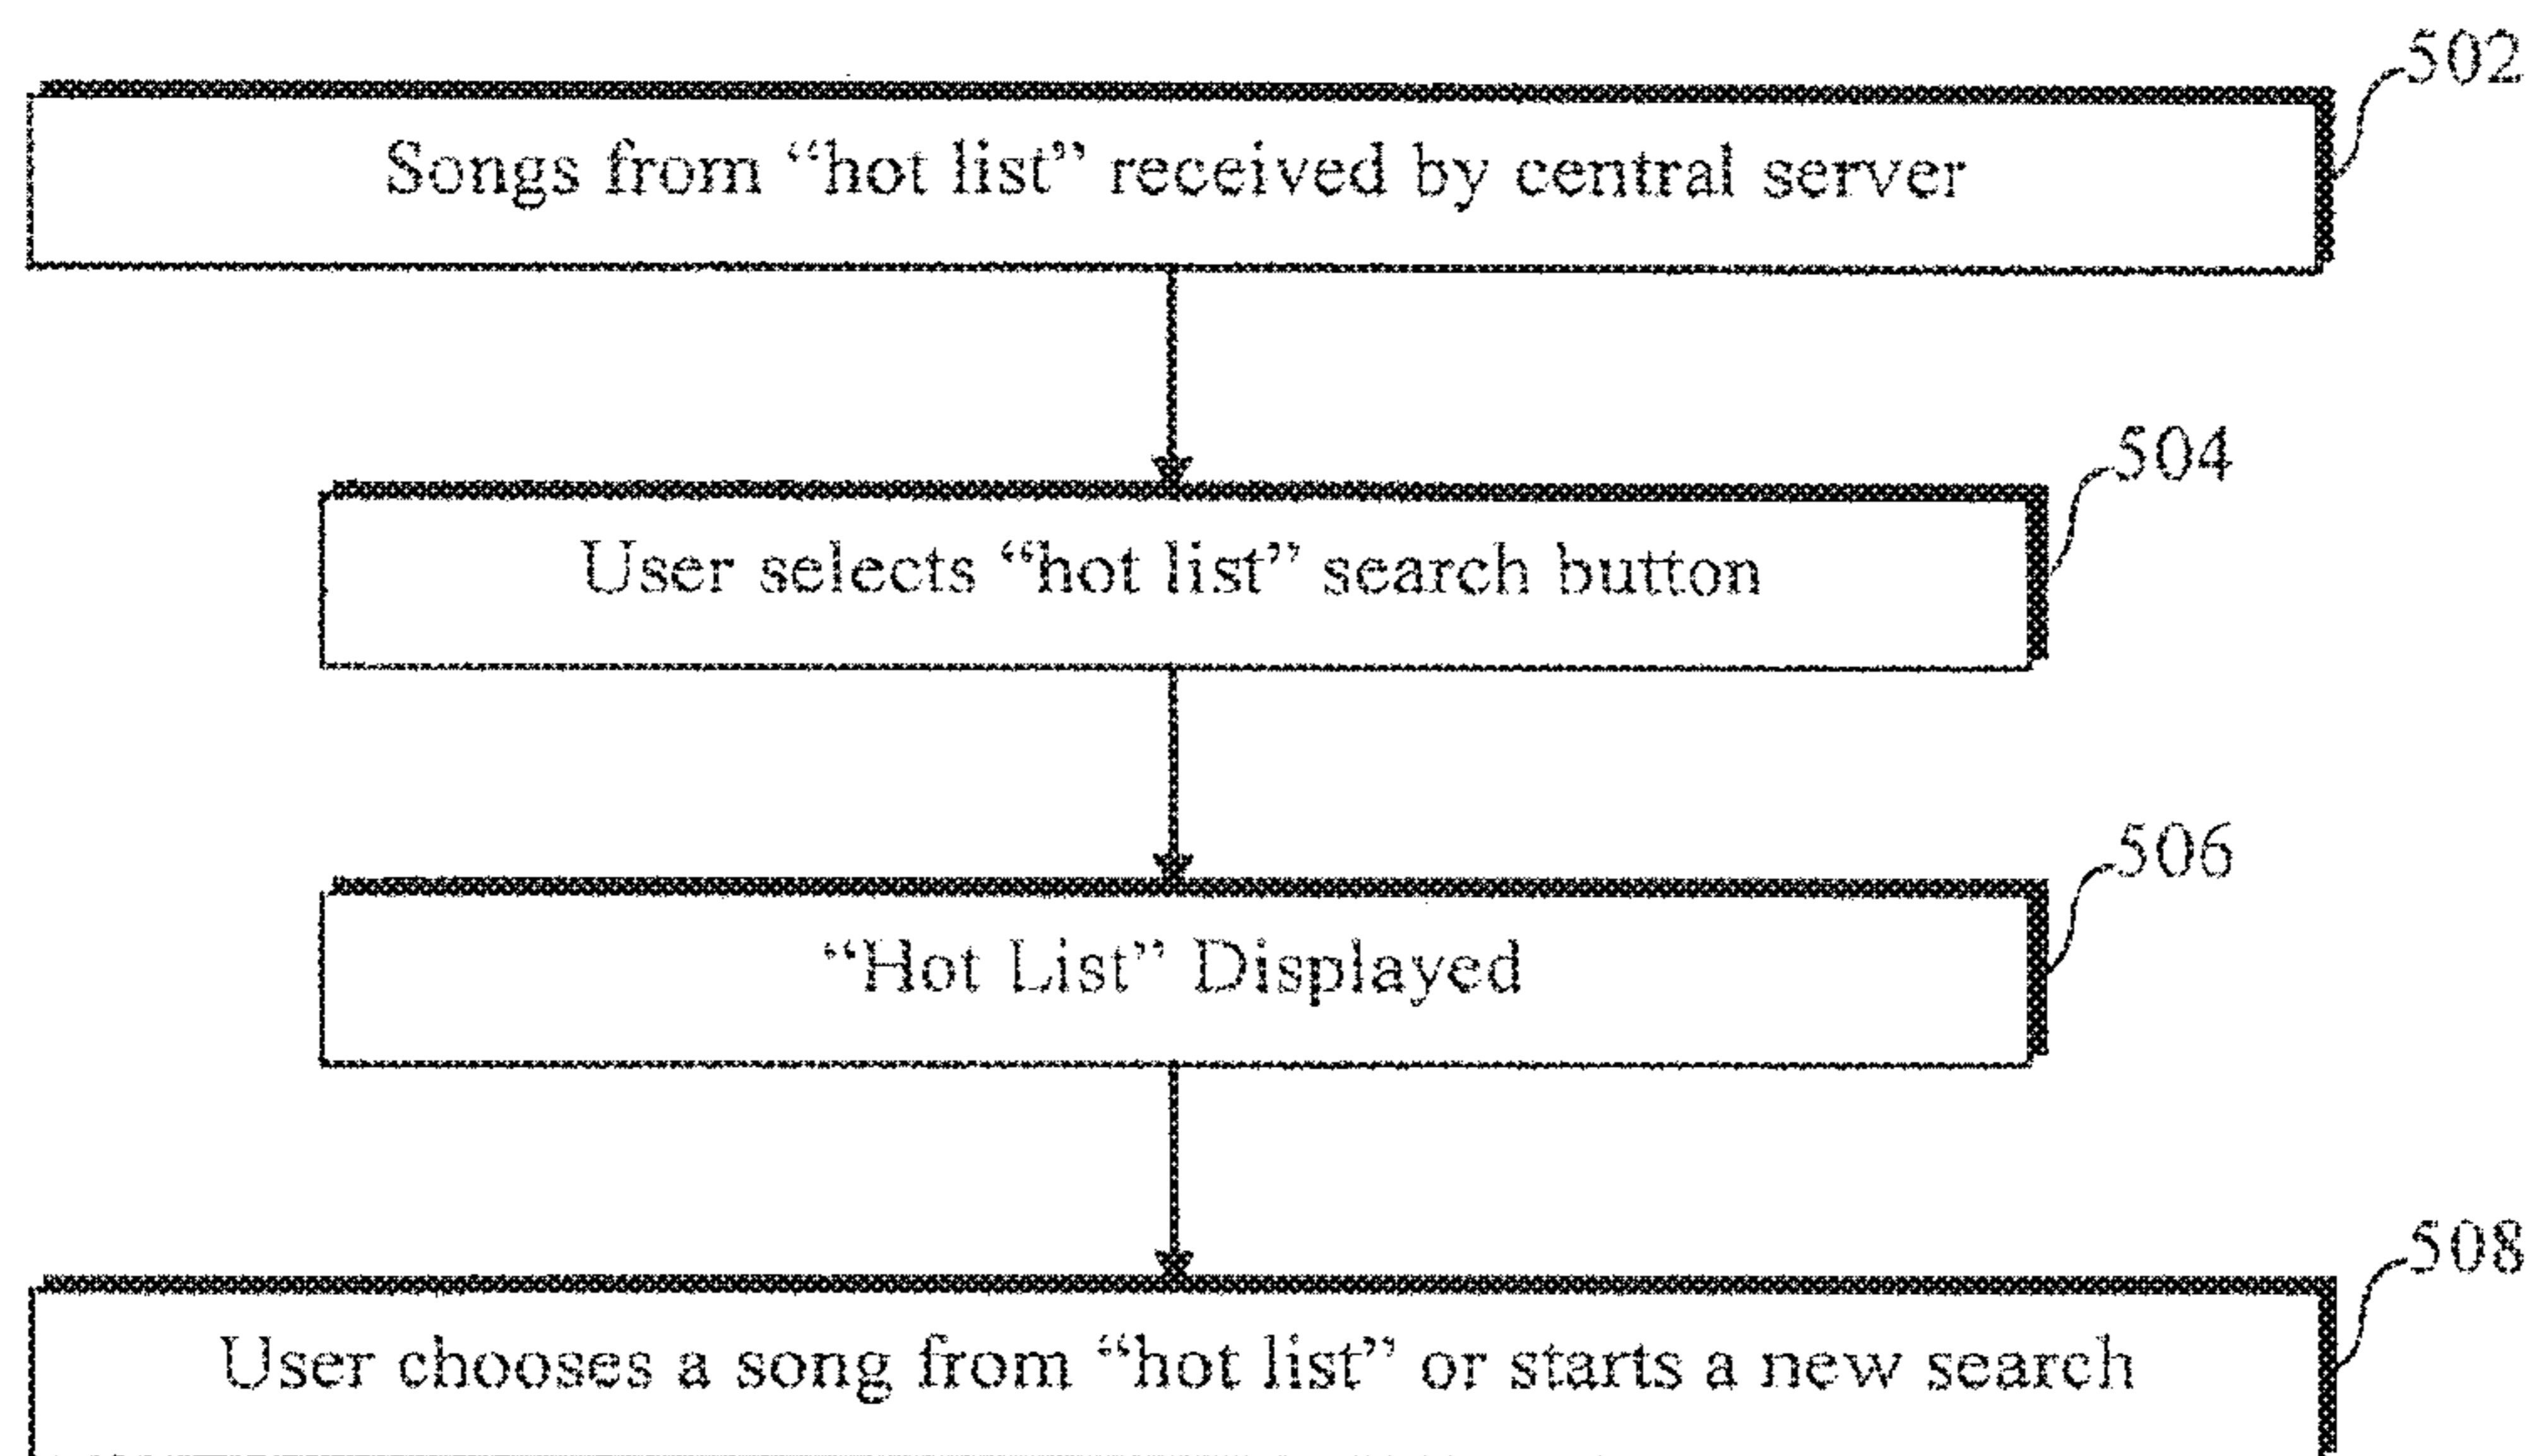 502
Songs from “hot list” received by central server
504
User selects “hot list” search button
506
“Hot List” Displayed
508
User chooses a song from “hot list” or starts a new search